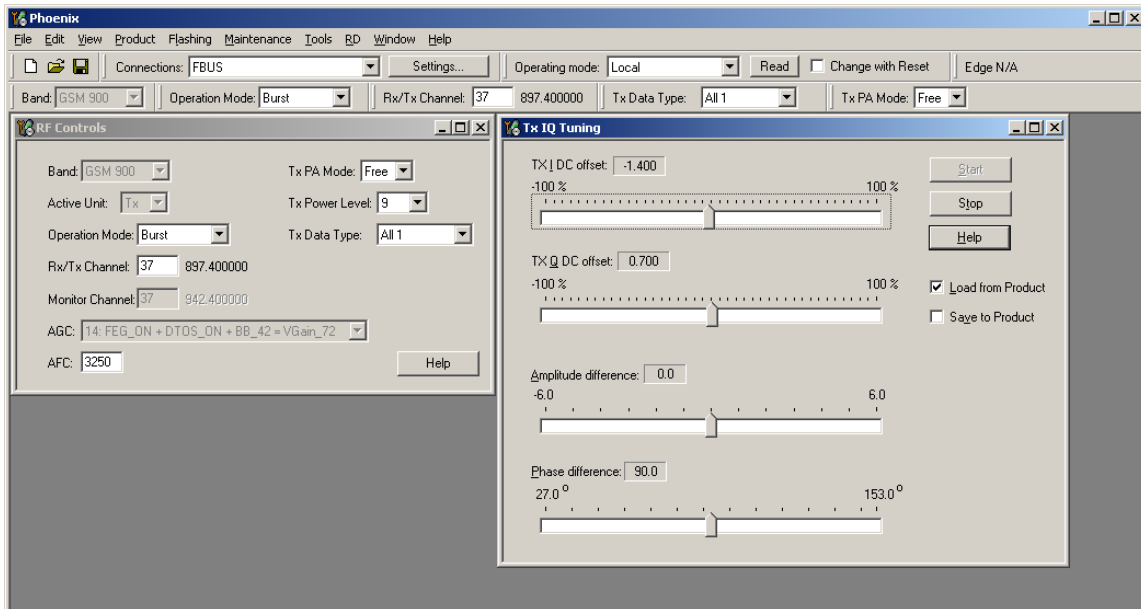 Phoenix
File Edit View Product Flashing Maintenance Tools RD Window Help
Connections: FBUS Settings... Operating mode: Local Read Change with Reset Edge N/A
Band: GSM 900 Operation Mode: Burst Rx/Tx Channel: 37 897.400000 Tx Data Type: All 1 Tx PA Mode: Free
RF Controls
Band: GSM 900 Tx PA Mode: Free
Active Unit: Tx Tx Power Level: 9
Operation Mode: Burst Tx Data Type: All 1
Rx/Tx Channel: 37 897.400000
Monitor Channel: 37 942.400000
AGC: 14: FEG_ON + DTOS_ON + BB_42 = VGain_72
AFC: 3250 Help
Tx IQ Tuning
TX I DC offset: -1.400
-100 % 100 %
Start
Stop
Help
TX Q DC offset: 0.700
-100 % 100 %
Load from Product
Save to Product
Amplitude difference: 0.0
-6.0 6.0
Phase difference: 90.0
27.0 o 153.0 o